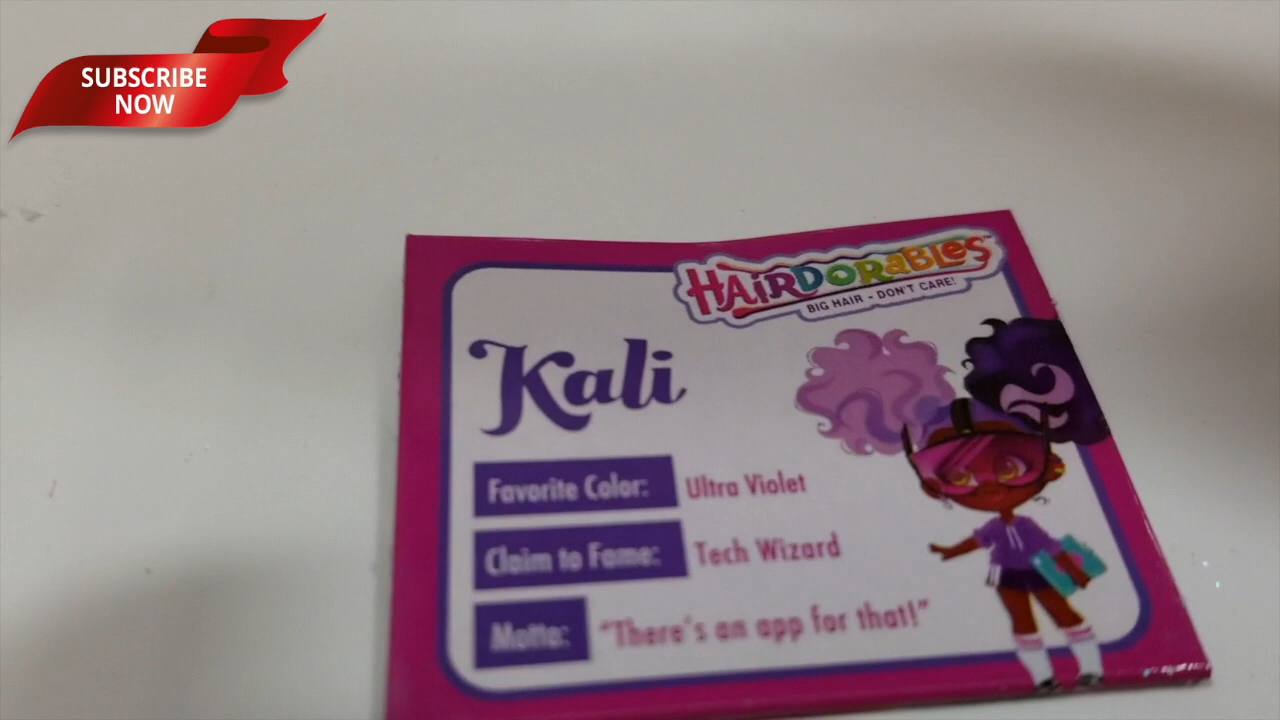 SUBSCRIBE
NOW
HAiRDORaBLes™
BIG HAIR - DON'T CARE!
Kali
Favorite Color: Ultra Violet
Claim to Fame: Tech Wizard
Motto: "There's an app for that!"